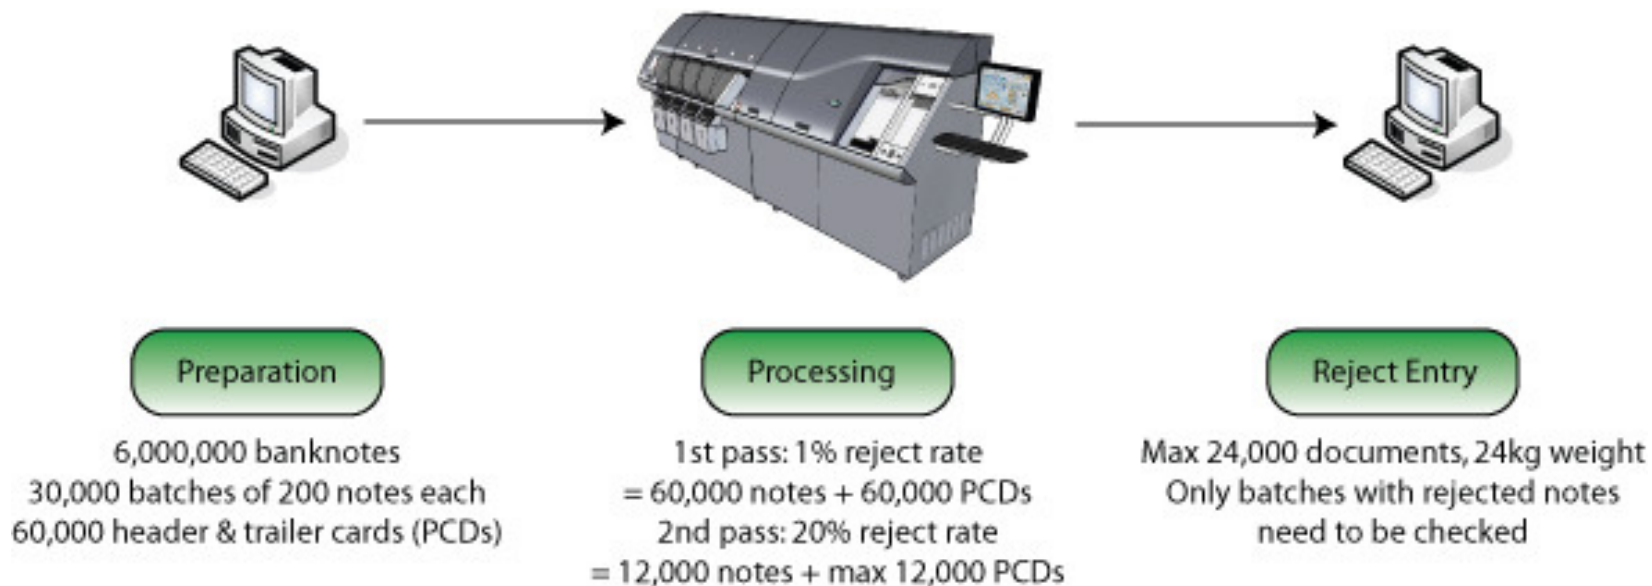 Preparation
6,000,000 banknotes
30,000 batches of 200 notes each
60,000 header & trailer cards (PCDs)
Processing
1st pass: 1% reject rate
= 60,000 notes + 60,000 PCDs
2nd pass: 20% reject rate
= 12,000 notes + max 12,000 PCDs
Reject Entry
Max 24,000 documents, 24kg weight
Only batches with rejected notes
need to be checked